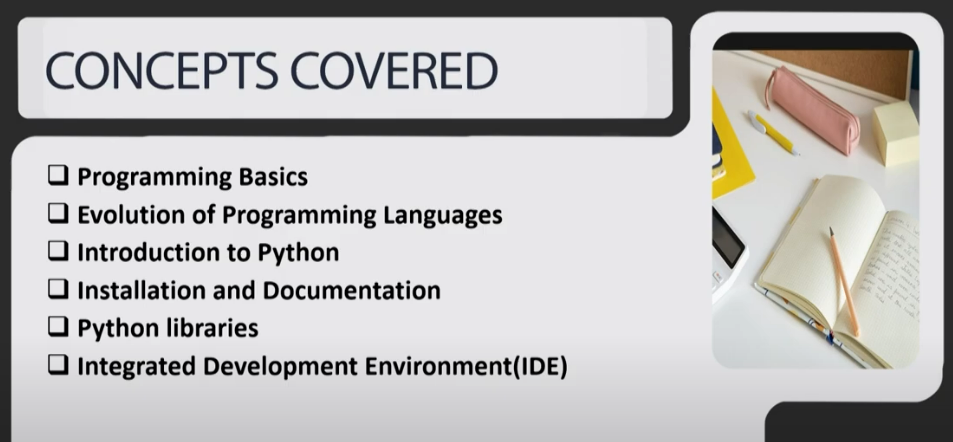 CONCEPTS COVERED
❑ Programming Basics
❑ Evolution of Programming Languages
❑ Introduction to Python
❑ Installation and Documentation
❑ Python libraries
❑ Integrated Development Environment(IDE)